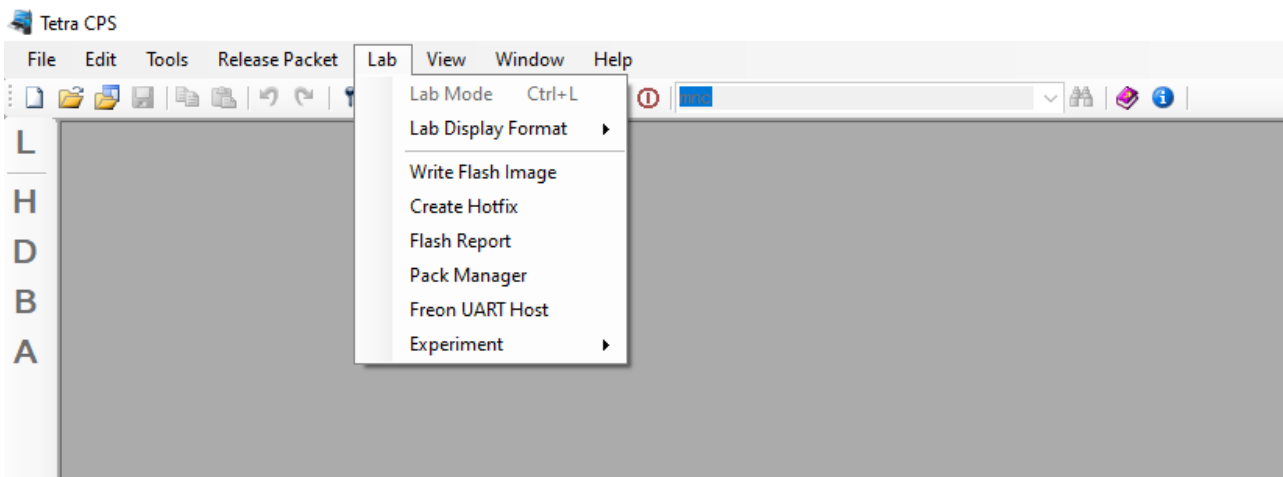 Tetra CPS
File Edit Tools Release Packet Lab View Window Help
mnc
Lab Mode Ctrl+L
Lab Display Format
Write Flash Image
Create Hotfix
Flash Report
Pack Manager
Freon UART Host
Experiment
L
H
D
B
A